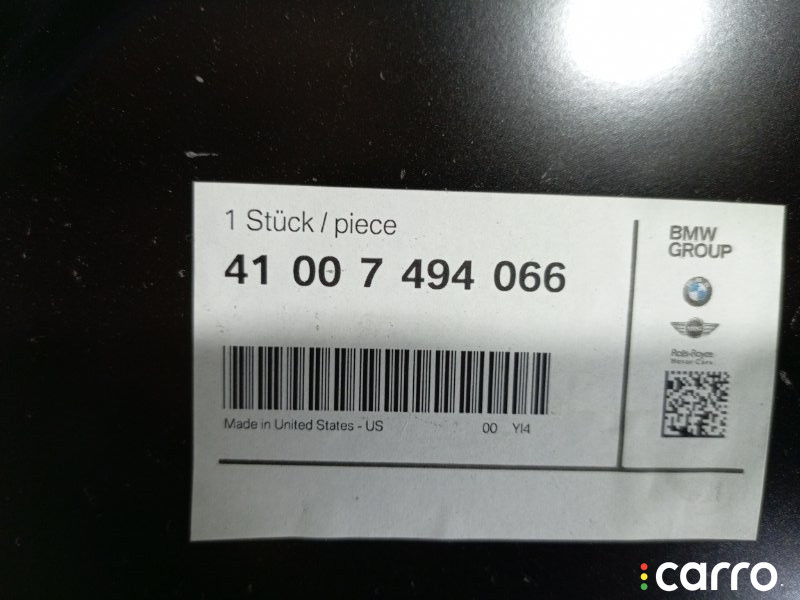 1 Stück / piece
41 00 7 494 066
Made in United States - US
00 YI4
BMW
GROUP
MINI
Rolls-Royce
Motor Cars
carro.